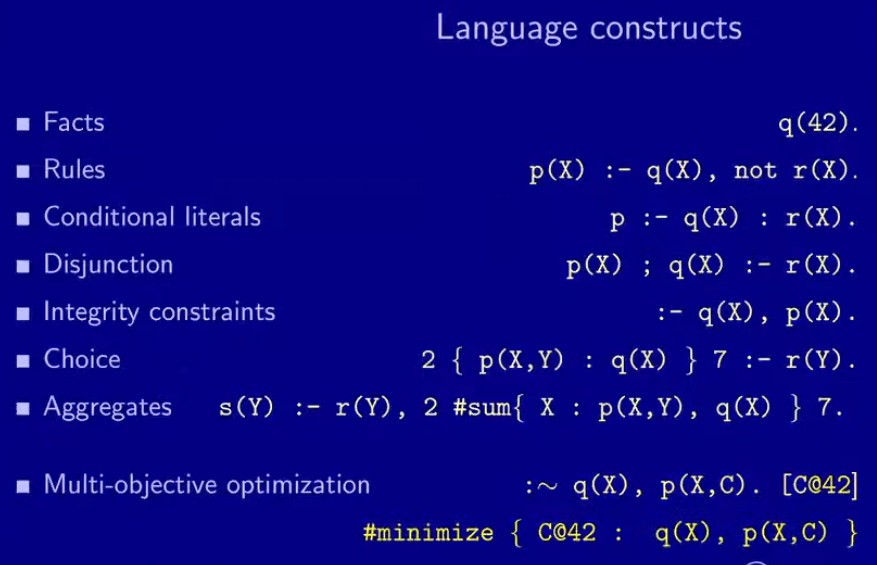 Language constructs
■ Facts q(42).
■ Rules p(X) :- q(X), not r(X).
■ Conditional literals p :- q(X) : r(X).
■ Disjunction p(X) ; q(X) :- r(X).
■ Integrity constraints :- q(X), p(X).
■ Choice 2 { p(X,Y) : q(X) } 7 :- r(Y).
■ Aggregates s(Y) :- r(Y), 2 #sum{ X : p(X,Y), q(X) } 7.
■ Multi-objective optimization :∼ q(X), p(X,C). [C@42]
#minimize { C@42 : q(X), p(X,C) }